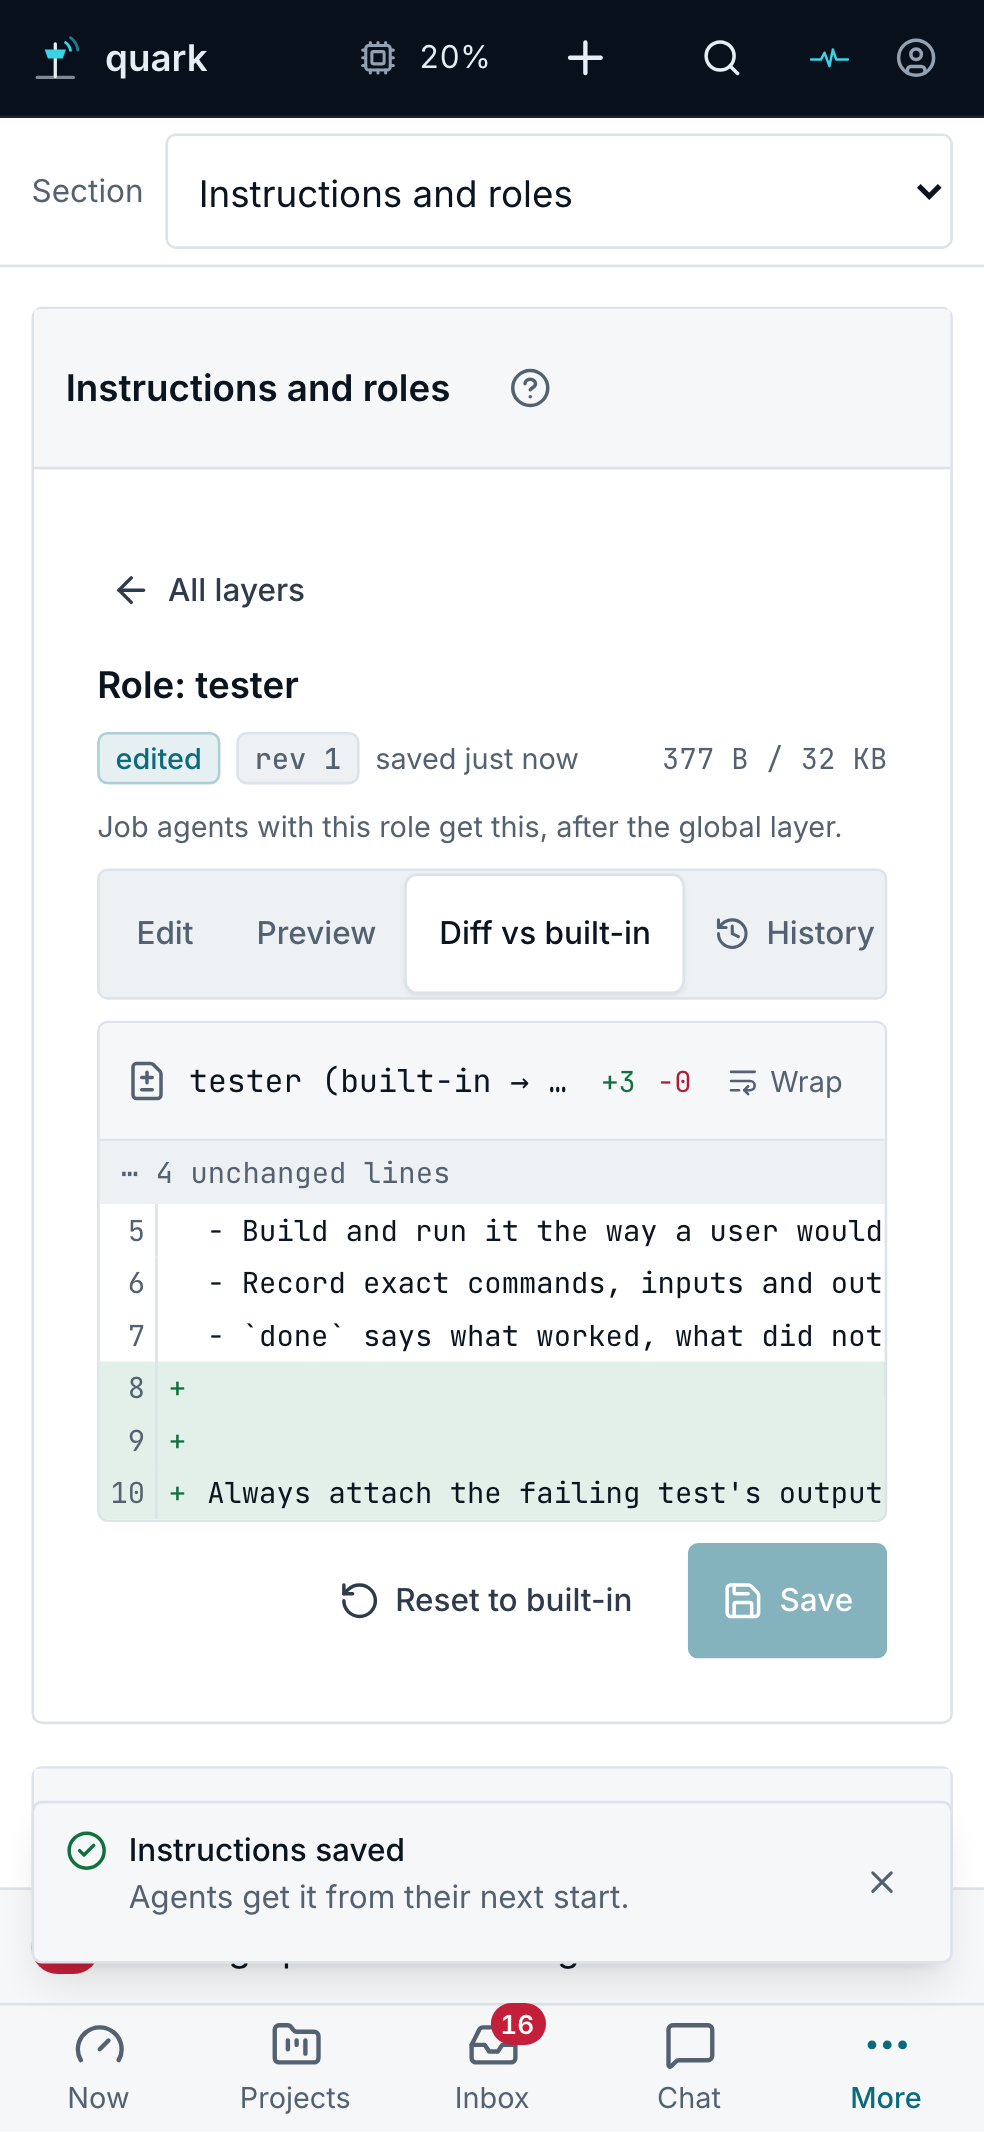 quark
20%
Section
Instructions and roles
Instructions and roles
All layers
Role: tester
edited rev 1 saved just now 377 B / 32 KB
Job agents with this role get this, after the global layer.
Edit Preview Diff vs built-in History
tester (built-in → … +3 -0 Wrap
⋯ 4 unchanged lines
5 - Build and run it the way a user would
6 - Record exact commands, inputs and out
7 - `done` says what worked, what did not
8 +
9 +
10 + Always attach the failing test's output
Reset to built-in Save
Instructions saved
Agents get it from their next start.
16
Now Projects Inbox Chat More